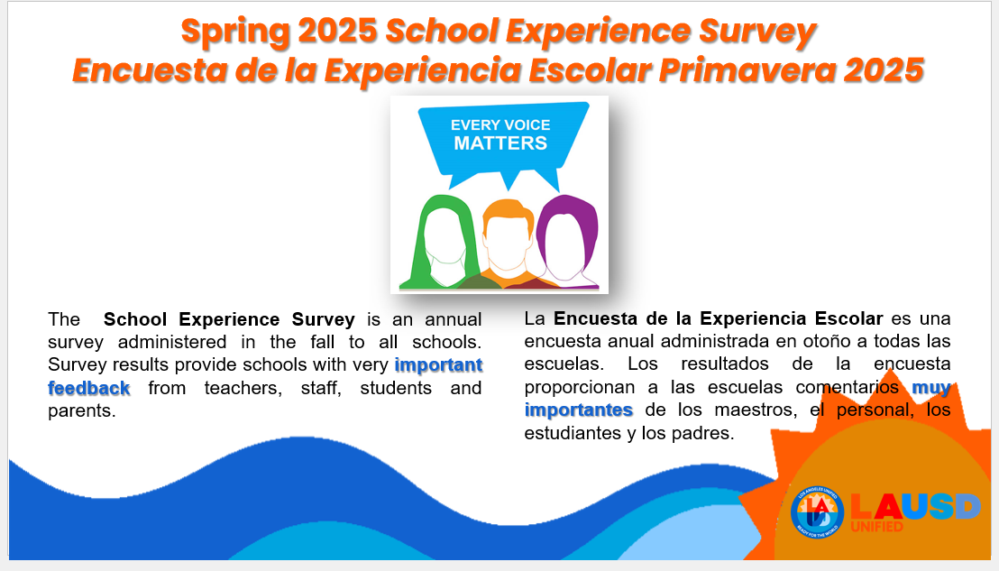 Spring 2025 School Experience Survey
Encuesta de la Experiencia Escolar Primavera 2025
EVERY VOICE
MATTERS
The School Experience Survey is an annual
survey administered in the fall to all schools.
Survey results provide schools with very important
feedback from teachers, staff, students and
parents.
La Encuesta de la Experiencia Escolar es una
encuesta anual administrada en otoño a todas las
escuelas. Los resultados de la encuesta
proporcionan a las escuelas comentarios muy
importantes de los maestros, el personal, los
estudiantes y los padres.
LOS ANGELES UNIFIED
LA
READY FOR THE WORLD
LAUSD
UNIFIED